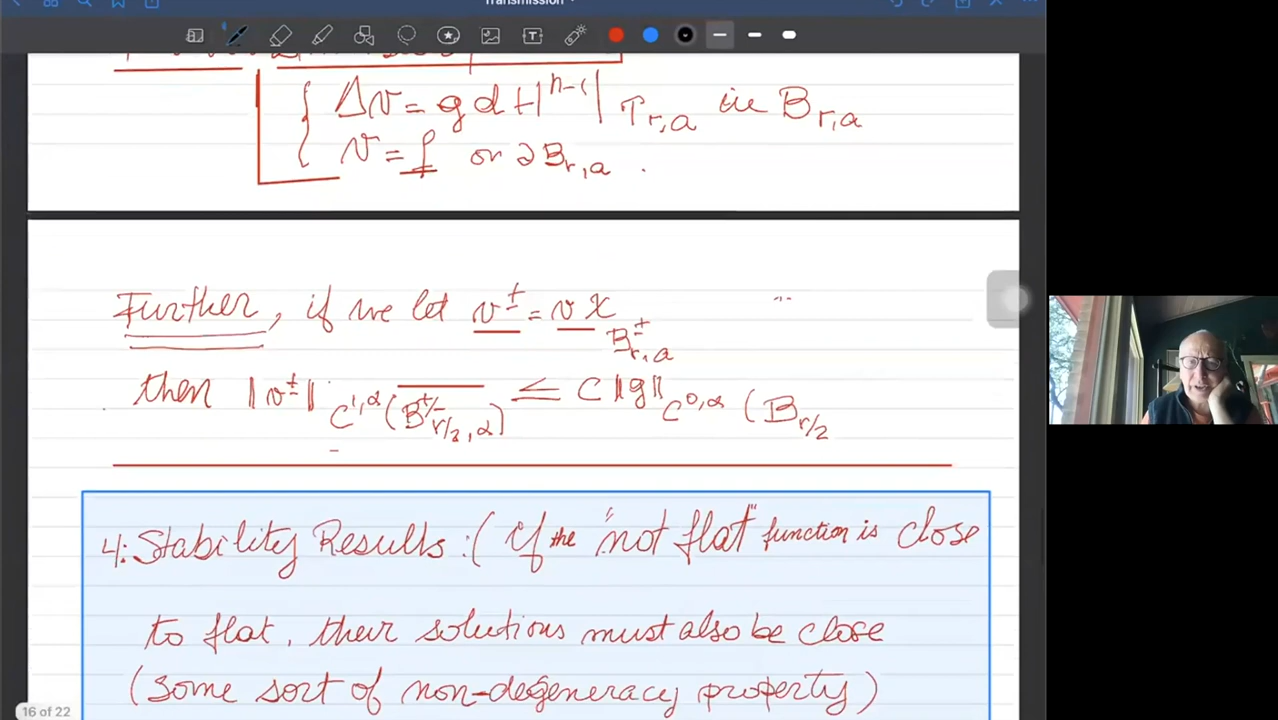 Transmission
{ Δv = g dH^{n-1}| T_{r,a} in B_{r,a}
v = f on ∂B_{r,a} .
Further, if we let v^± = v χ_{B^±_{r,a}}
then ‖v^±‖_{C^{1,α}(B^{+/-}_{r/2,a})} ≤ C ‖g‖_{C^{0,α}(B_{r/2}}
4: Stability Results: ( if the "not flat" function is close
to flat, their solutions must also be close
(some sort of non-degeneracy property)
16 of 22